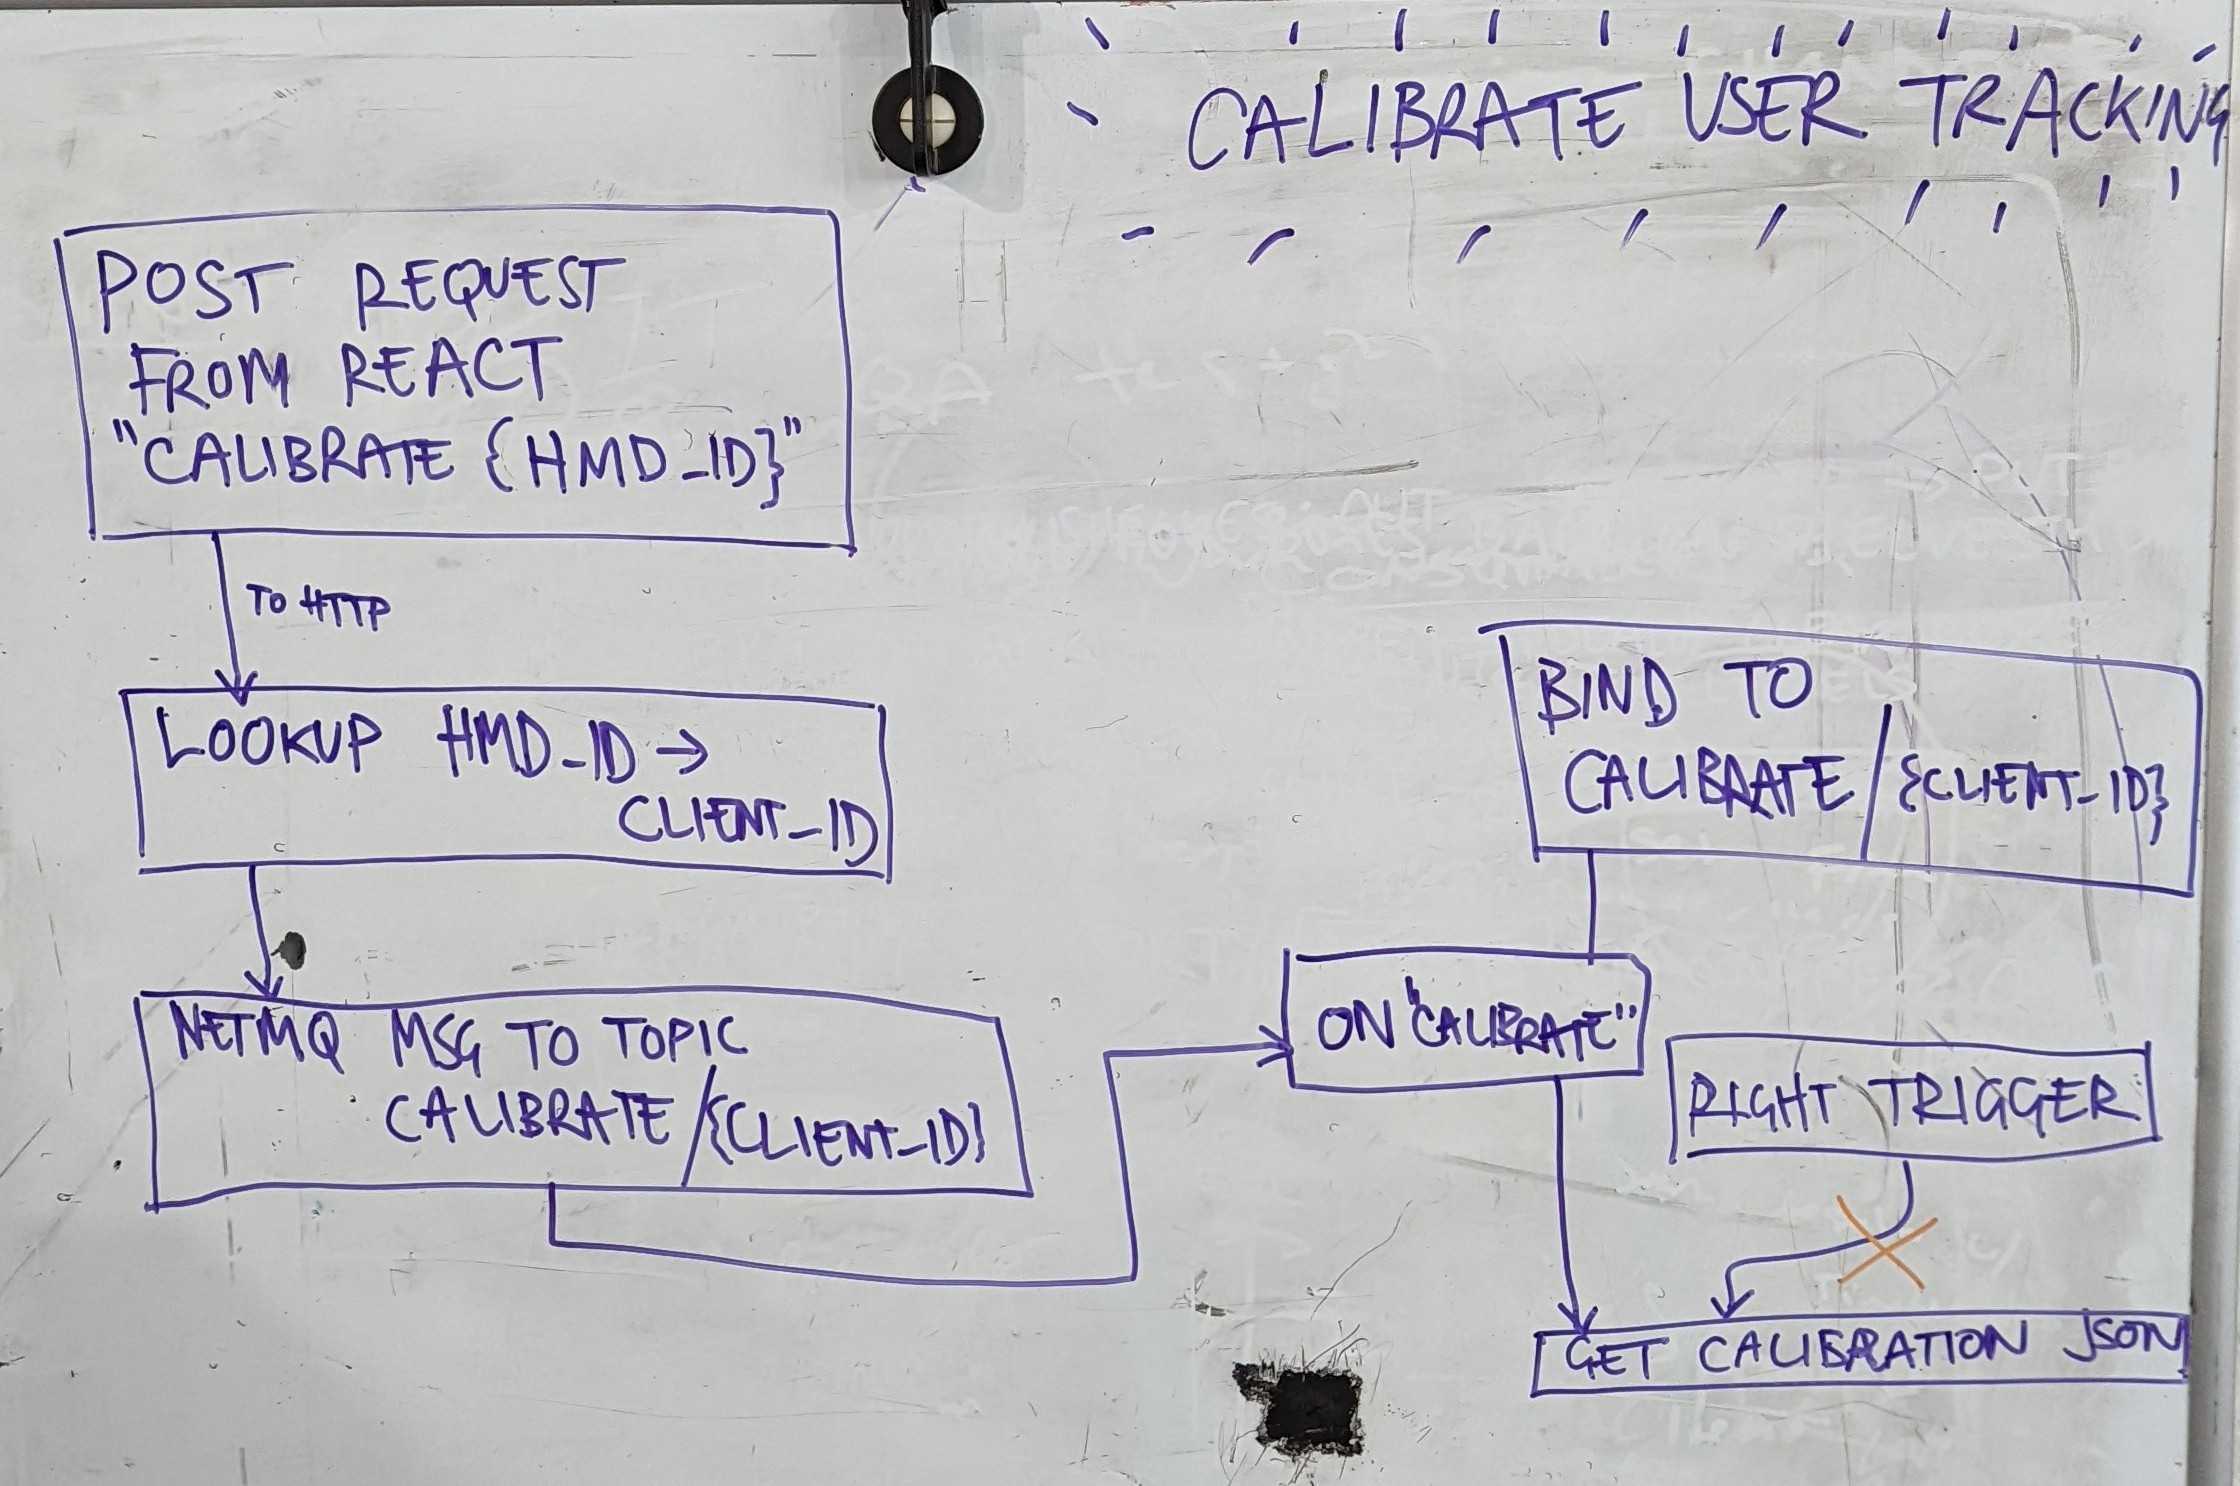 CALIBRATE USER TRACKING
POST REQUEST
FROM REACT
"CALIBRATE {HMD_ID}"
TO HTTP
LOOKUP HMD_ID →
CLIENT_ID
NETMQ MSG TO TOPIC
CALIBRATE/{CLIENT_ID}
BIND TO
CALIBRATE/{CLIENT_ID}
ON "CALIBRATE"
RIGHT TRIGGER
GET CALIBRATION JSON